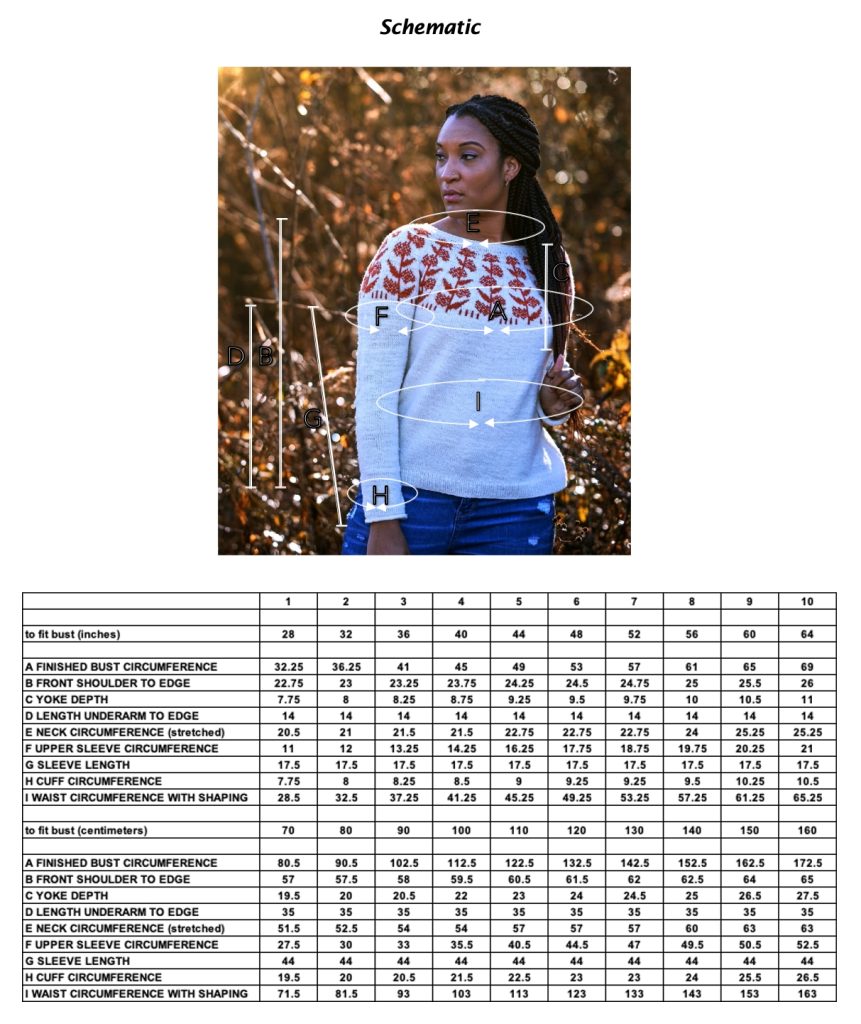 Schematic
E
C
F
A
D
B
I
G
H
1 2 3 4 5 6 7 8 9 10
to fit bust (inches) 28 32 36 40 44 48 52 56 60 64
A FINISHED BUST CIRCUMFERENCE 32.25 36.25 41 45 49 53 57 61 65 69
B FRONT SHOULDER TO EDGE 22.75 23 23.25 23.75 24.25 24.5 24.75 25 25.5 26
C YOKE DEPTH 7.75 8 8.25 8.75 9.25 9.5 9.75 10 10.5 11
D LENGTH UNDERARM TO EDGE 14 14 14 14 14 14 14 14 14 14
E NECK CIRCUMFERENCE (stretched) 20.5 21 21.5 21.5 22.75 22.75 22.75 24 25.25 25.25
F UPPER SLEEVE CIRCUMFERENCE 11 12 13.25 14.25 16.25 17.75 18.75 19.75 20.25 21
G SLEEVE LENGTH 17.5 17.5 17.5 17.5 17.5 17.5 17.5 17.5 17.5 17.5
H CUFF CIRCUMFERENCE 7.75 8 8.25 8.5 9 9.25 9.25 9.5 10.25 10.5
I WAIST CIRCUMFERENCE WITH SHAPING 28.5 32.5 37.25 41.25 45.25 49.25 53.25 57.25 61.25 65.25
to fit bust (centimeters) 70 80 90 100 110 120 130 140 150 160
A FINISHED BUST CIRCUMFERENCE 80.5 90.5 102.5 112.5 122.5 132.5 142.5 152.5 162.5 172.5
B FRONT SHOULDER TO EDGE 57 57.5 58 59.5 60.5 61.5 62 62.5 64 65
C YOKE DEPTH 19.5 20 20.5 22 23 24 24.5 25 26.5 27.5
D LENGTH UNDERARM TO EDGE 35 35 35 35 35 35 35 35 35 35
E NECK CIRCUMFERENCE (stretched) 51.5 52.5 54 54 57 57 57 60 63 63
F UPPER SLEEVE CIRCUMFERENCE 27.5 30 33 35.5 40.5 44.5 47 49.5 50.5 52.5
G SLEEVE LENGTH 44 44 44 44 44 44 44 44 44 44
H CUFF CIRCUMFERENCE 19.5 20 20.5 21.5 22.5 23 23 24 25.5 26.5
I WAIST CIRCUMFERENCE WITH SHAPING 71.5 81.5 93 103 113 123 133 143 153 163